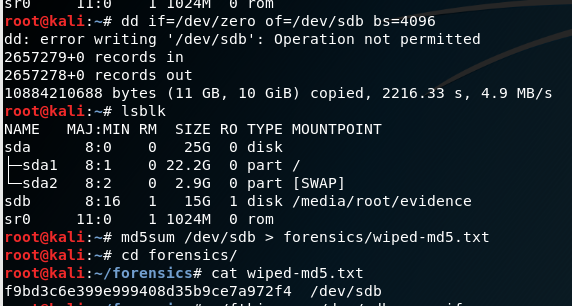 sr0 11:0 1 1024M 0 rom
root@kali:~# dd if=/dev/zero of=/dev/sdb bs=4096
dd: error writing '/dev/sdb': Operation not permitted
2657279+0 records in
2657278+0 records out
10884210688 bytes (11 GB, 10 GiB) copied, 2216.33 s, 4.9 MB/s
root@kali:~# lsblk
NAME   MAJ:MIN RM  SIZE RO TYPE MOUNTPOINT
sda      8:0    0   25G  0 disk
├─sda1   8:1    0 22.2G  0 part /
└─sda2   8:2    0  2.9G  0 part [SWAP]
sdb      8:16   1   15G  1 disk /media/root/evidence
sr0     11:0    1 1024M  0 rom
root@kali:~# md5sum /dev/sdb > forensics/wiped-md5.txt
root@kali:~# cd forensics/
root@kali:~/forensics# cat wiped-md5.txt
f9bd3c6e399e999408d35b9ce7a972f4  /dev/sdb